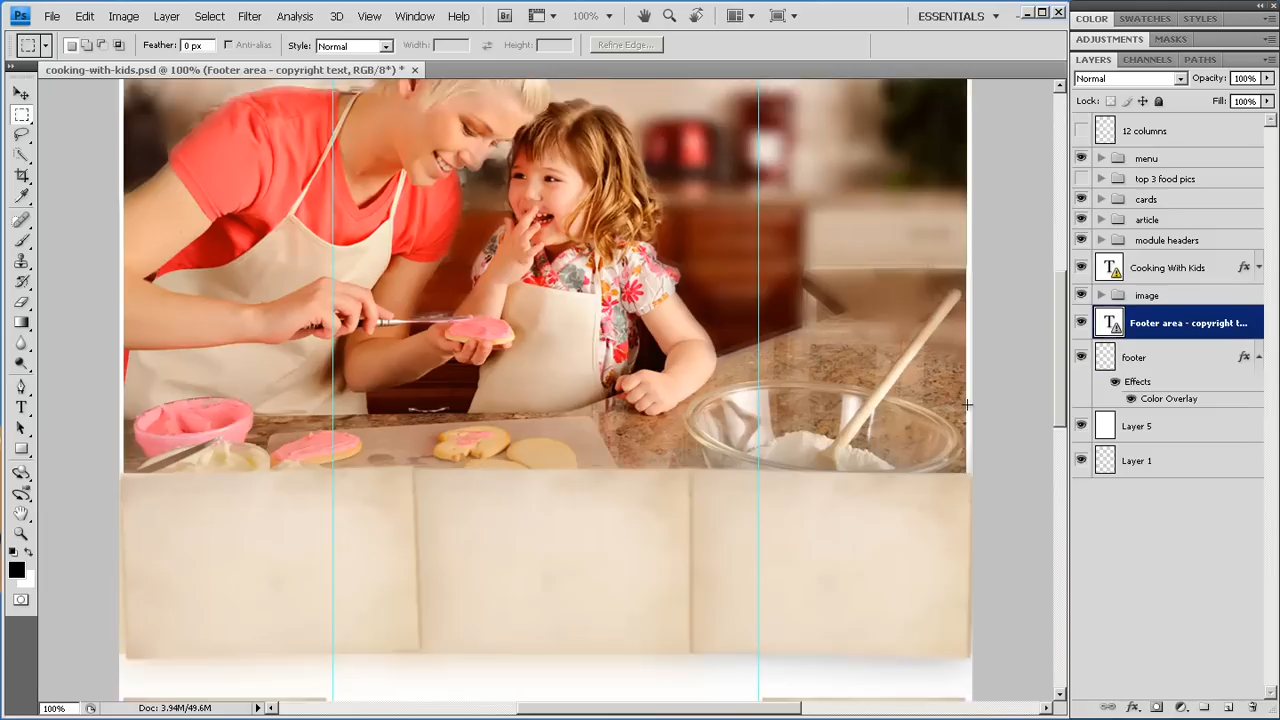 Ps File Edit Image Layer Select Filter Analysis 3D View Window Help Br 100% ESSENTIALS
Feather: 0 px Anti-alias Style: Normal Width: Height: Refine Edge...
cooking-with-kids.psd @ 100% (Footer area - copyright text, RGB/8*) *
COLOR SWATCHES STYLES
ADJUSTMENTS MASKS
LAYERS CHANNELS PATHS
Normal Opacity: 100%
Lock: Fill: 100%
12 columns
menu
top 3 food pics
cards
article
module headers
T Cooking With Kids fx
image
T Footer area - copyright t...
footer fx
Effects
Color Overlay
Layer 5
Layer 1
100% Doc: 3.94M/49.6M